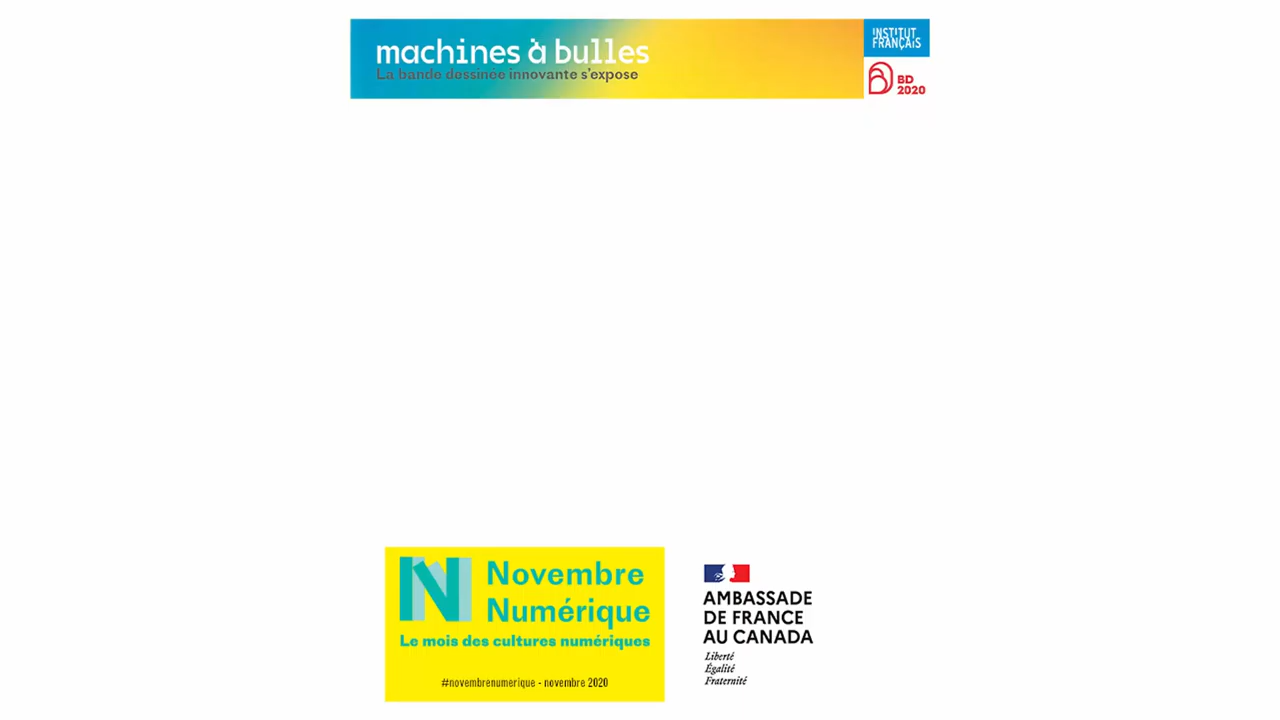 machines à bulles
La bande dessinée innovante s'expose
INSTITUT
FRANÇAIS
BD
2020
Novembre
Numérique
Le mois des cultures numériques
#novembrenumerique - novembre 2020
AMBASSADE
DE FRANCE
AU CANADA
Liberté
Égalité
Fraternité